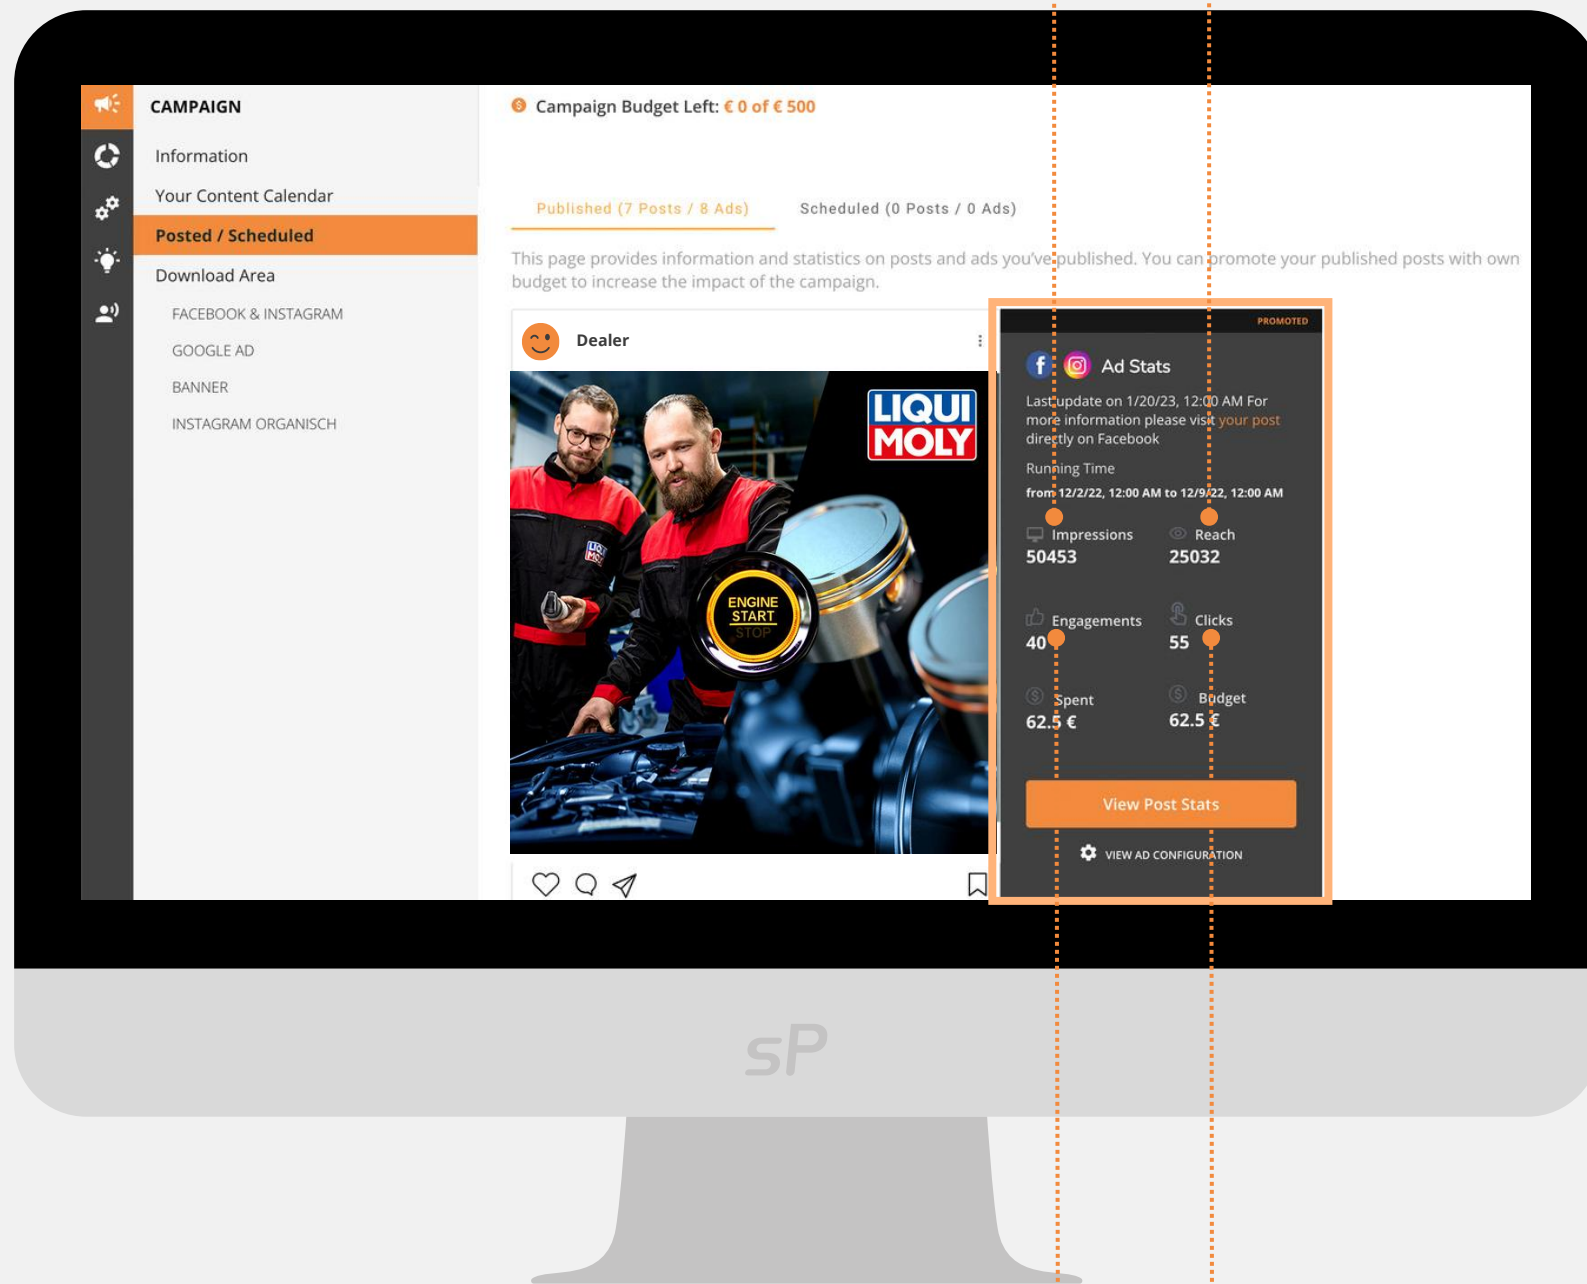 CAMPAIGN
Information
Your Content Calendar
Posted / Scheduled
Download Area
FACEBOOK & INSTAGRAM
GOOGLE AD
BANNER
INSTAGRAM ORGANISCH
Campaign Budget Left: € 0 of € 500
Published (7 Posts / 8 Ads)
Scheduled (0 Posts / 0 Ads)
This page provides information and statistics on posts and ads you've published. You can promote your published posts with own
budget to increase the impact of the campaign.
Dealer
LIQUI
MOLY
LIQUI
MOLY
ENGINE
START
STOP
PROMOTED
Ad Stats
Last update on 1/20/23, 12:00 AM For
more information please visit your post
directly on Facebook
Running Time
from 12/2/22, 12:00 AM to 12/9/22, 12:00 AM
Impressions
50453
Reach
25032
Engagements
40
Clicks
55
Spent
62.5 €
Budget
62.5 €
View Post Stats
VIEW AD CONFIGURATION
sP